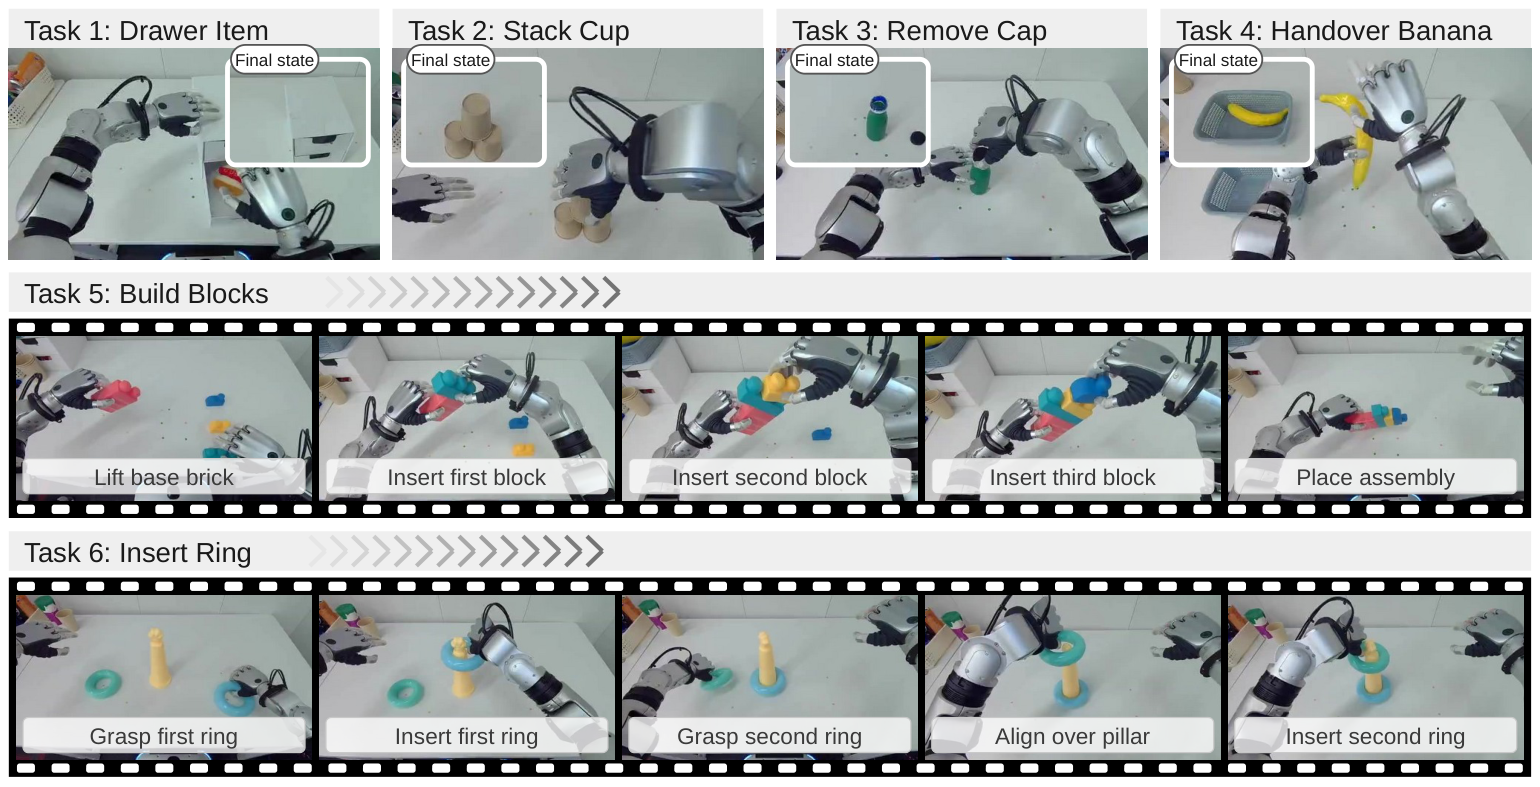 Task 1: Drawer Item
Final state
Task 2: Stack Cup
Final state
Task 3: Remove Cap
Final state
Task 4: Handover Banana
Final state
Task 5: Build Blocks
Lift base brick
Insert first block
Insert second block
Insert third block
Place assembly
Task 6: Insert Ring
Grasp first ring
Insert first ring
Grasp second ring
Align over pillar
Insert second ring